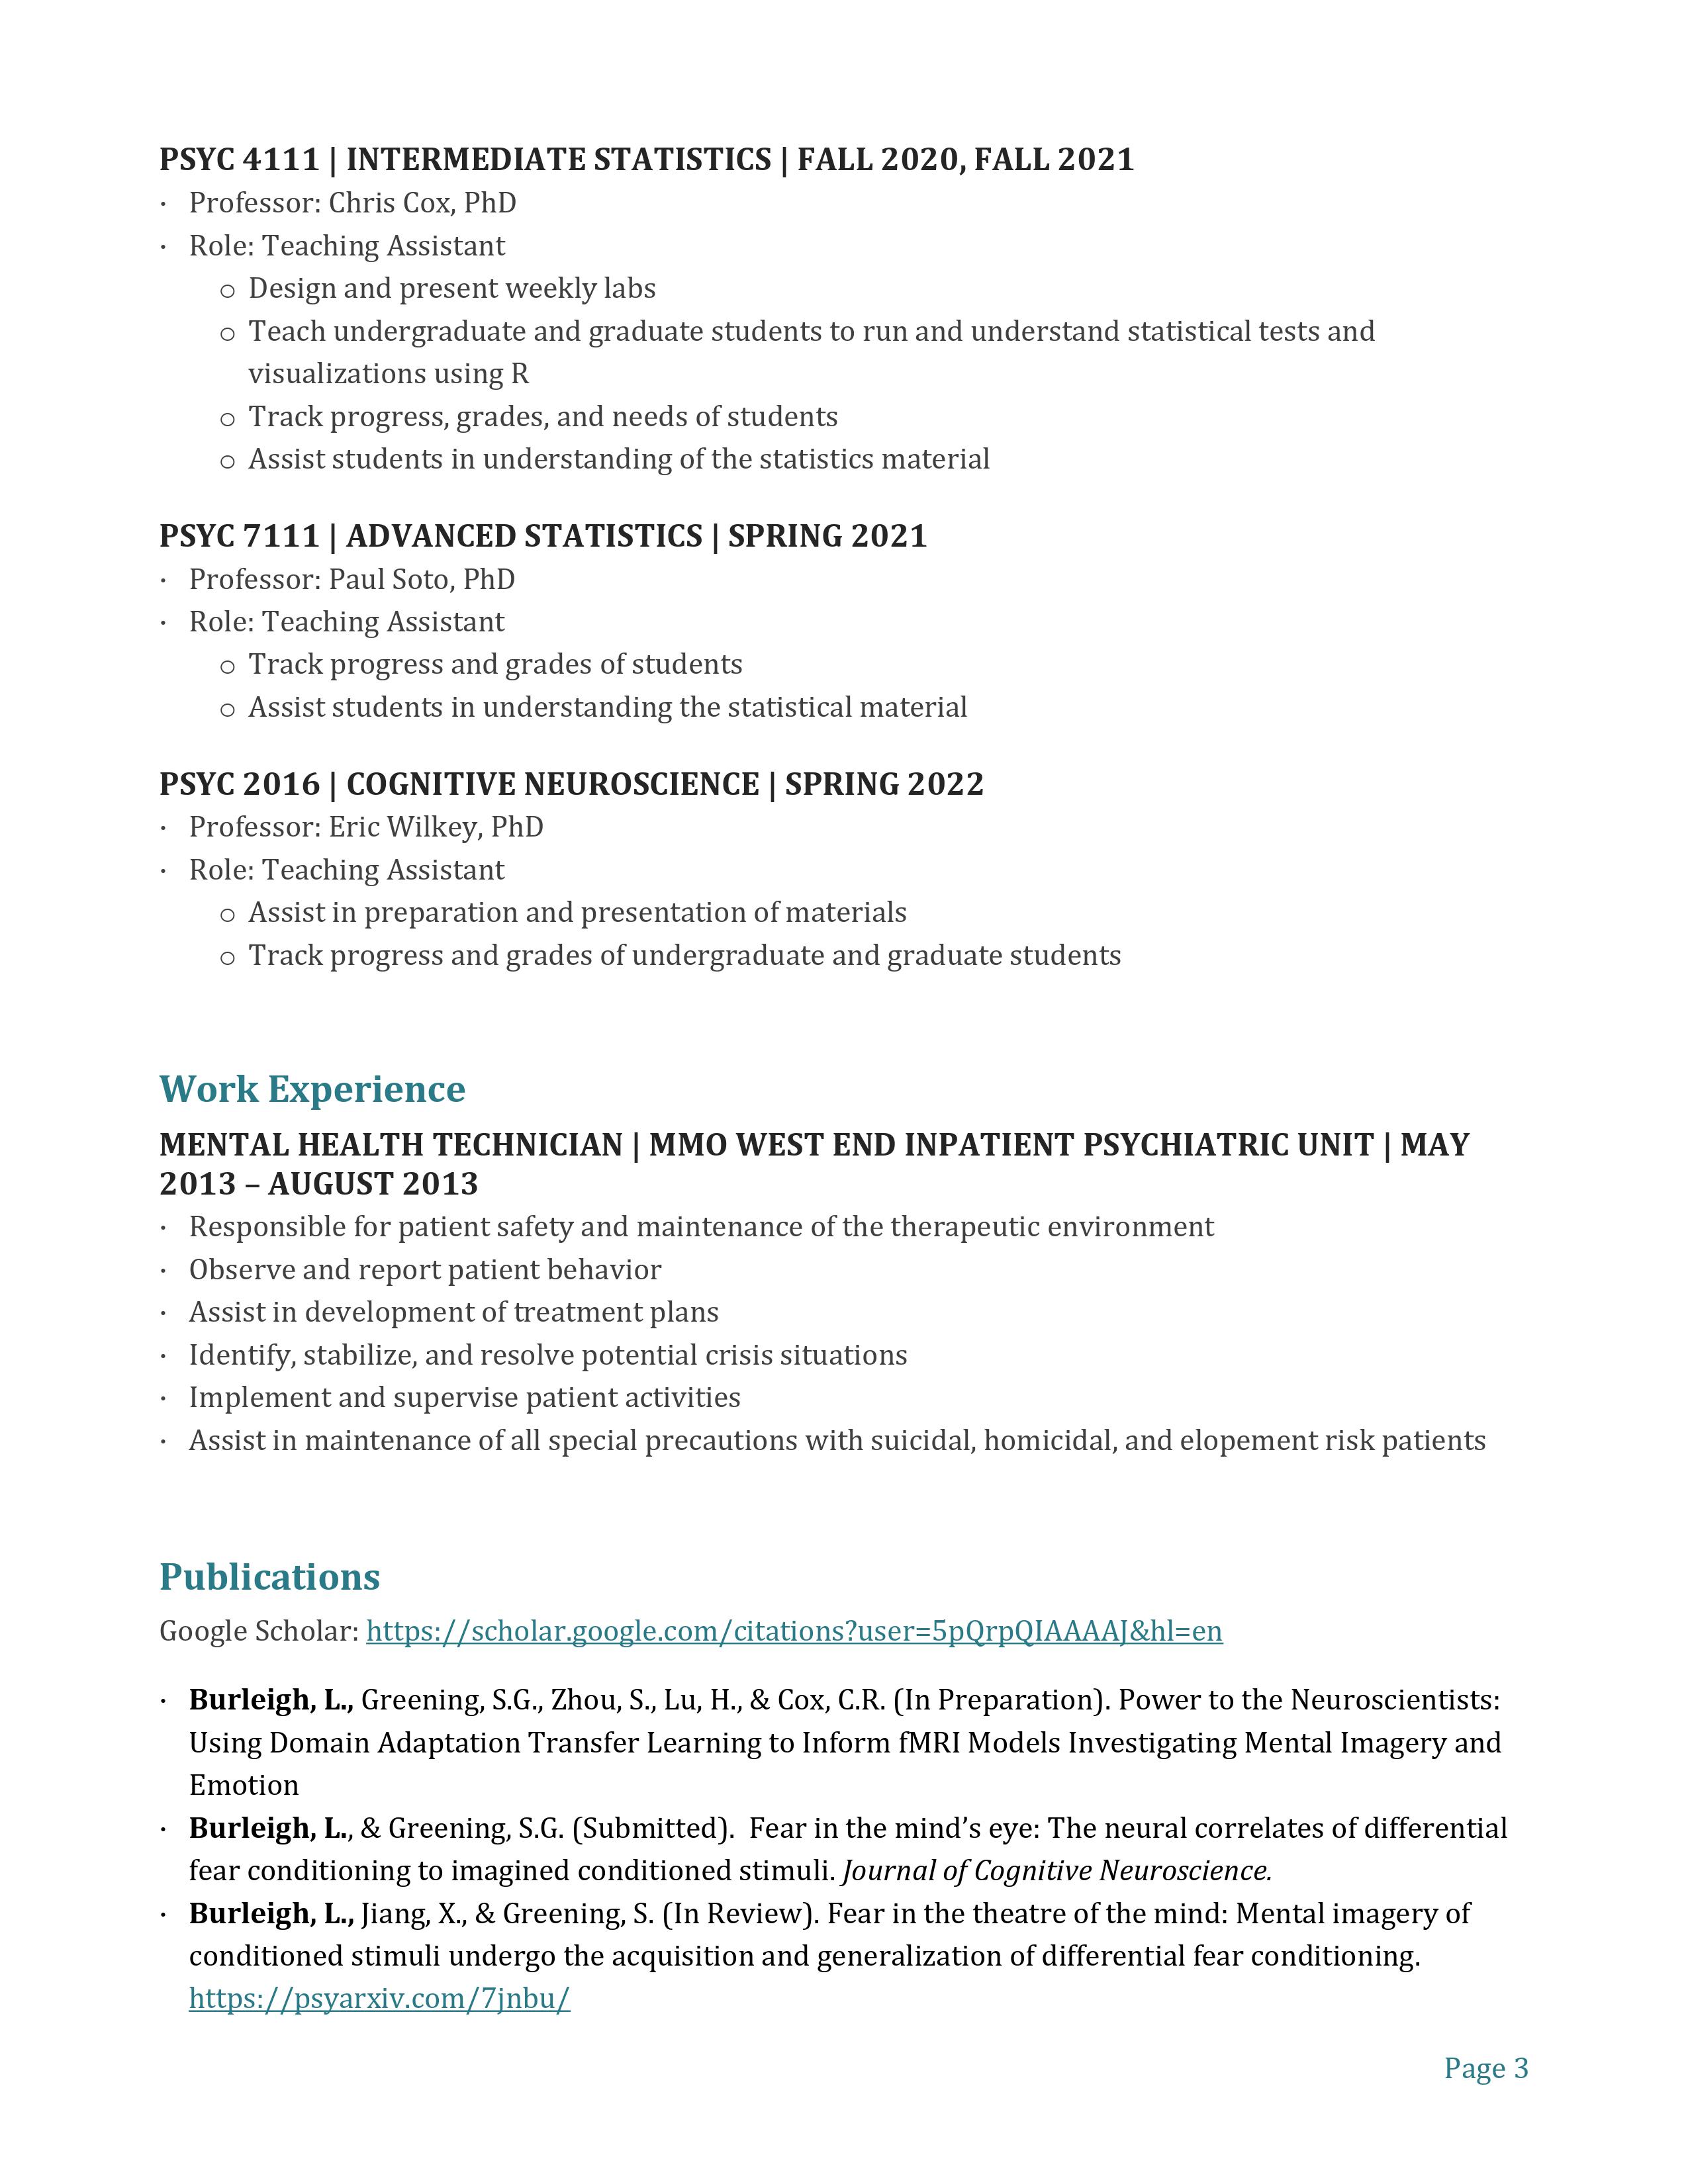 PSYC 4111 | INTERMEDIATE STATISTICS | FALL 2020, FALL 2021
· Professor: Chris Cox, PhD
· Role: Teaching Assistant
o Design and present weekly labs
o Teach undergraduate and graduate students to run and understand statistical tests and
visualizations using R
o Track progress, grades, and needs of students
o Assist students in understanding of the statistics material
PSYC 7111 | ADVANCED STATISTICS | SPRING 2021
· Professor: Paul Soto, PhD
· Role: Teaching Assistant
o Track progress and grades of students
o Assist students in understanding the statistical material
PSYC 2016 | COGNITIVE NEUROSCIENCE | SPRING 2022
· Professor: Eric Wilkey, PhD
· Role: Teaching Assistant
o Assist in preparation and presentation of materials
o Track progress and grades of undergraduate and graduate students
Work Experience
MENTAL HEALTH TECHNICIAN | MMO WEST END INPATIENT PSYCHIATRIC UNIT | MAY
2013 – AUGUST 2013
· Responsible for patient safety and maintenance of the therapeutic environment
· Observe and report patient behavior
· Assist in development of treatment plans
· Identify, stabilize, and resolve potential crisis situations
· Implement and supervise patient activities
· Assist in maintenance of all special precautions with suicidal, homicidal, and elopement risk patients
Publications
Google Scholar: https://scholar.google.com/citations?user=5pQrpQIAAAAJ&hl=en
· Burleigh, L., Greening, S.G., Zhou, S., Lu, H., & Cox, C.R. (In Preparation). Power to the Neuroscientists:
Using Domain Adaptation Transfer Learning to Inform fMRI Models Investigating Mental Imagery and
Emotion
· Burleigh, L., & Greening, S.G. (Submitted).  Fear in the mind’s eye: The neural correlates of differential
fear conditioning to imagined conditioned stimuli. Journal of Cognitive Neuroscience.
· Burleigh, L., Jiang, X., & Greening, S. (In Review). Fear in the theatre of the mind: Mental imagery of
conditioned stimuli undergo the acquisition and generalization of differential fear conditioning.
https://psyarxiv.com/7jnbu/
Page 3